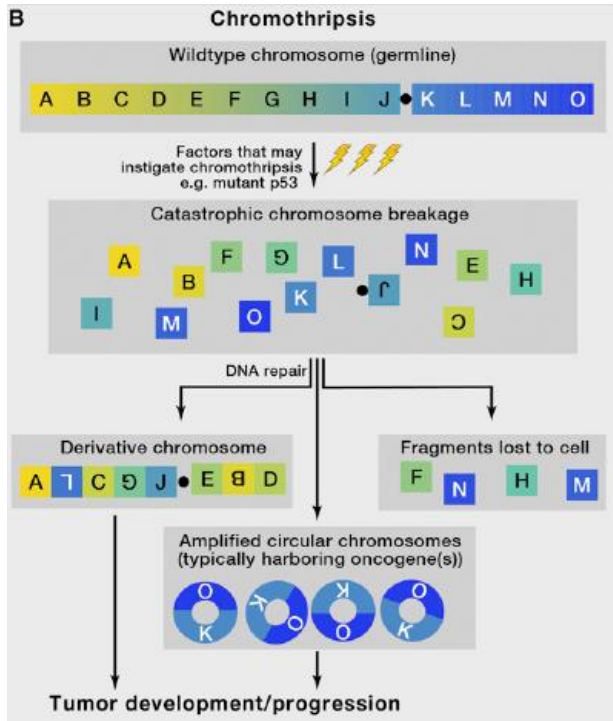 B
Chromothripsis
Wildtype chromosome (germline)
A B C D E F G H I J K L M N O
Factors that may
instigate chromothripsis
e.g. mutant p53
Catastrophic chromosome breakage
A F G L N E H
B K J
I M O C
DNA repair
Derivative chromosome
A L C G J E B D
Fragments lost to cell
F N H M
Amplified circular chromosomes
(typically harboring oncogene(s))
O K K O
K O O K
Tumor development/progression